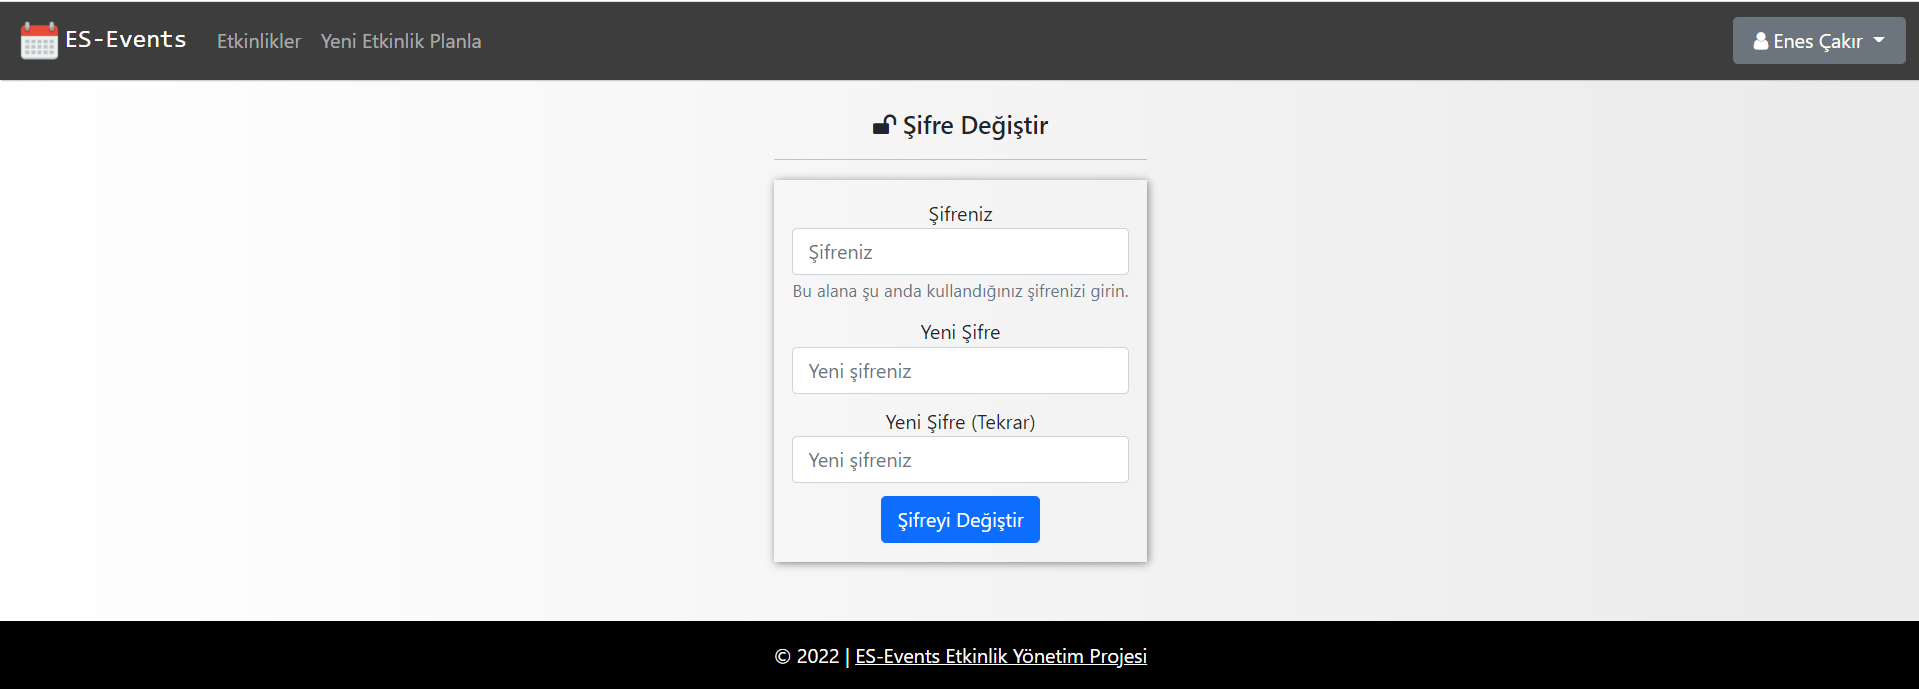 ES-Events Etkinlikler Yeni Etkinlik Planla Enes Çakır
Şifre Değiştir
Şifreniz
Şifreniz
Bu alana şu anda kullandığınız şifrenizi girin.
Yeni Şifre
Yeni şifreniz
Yeni Şifre (Tekrar)
Yeni şifreniz
Şifreyi Değiştir
© 2022 | ES-Events Etkinlik Yönetim Projesi